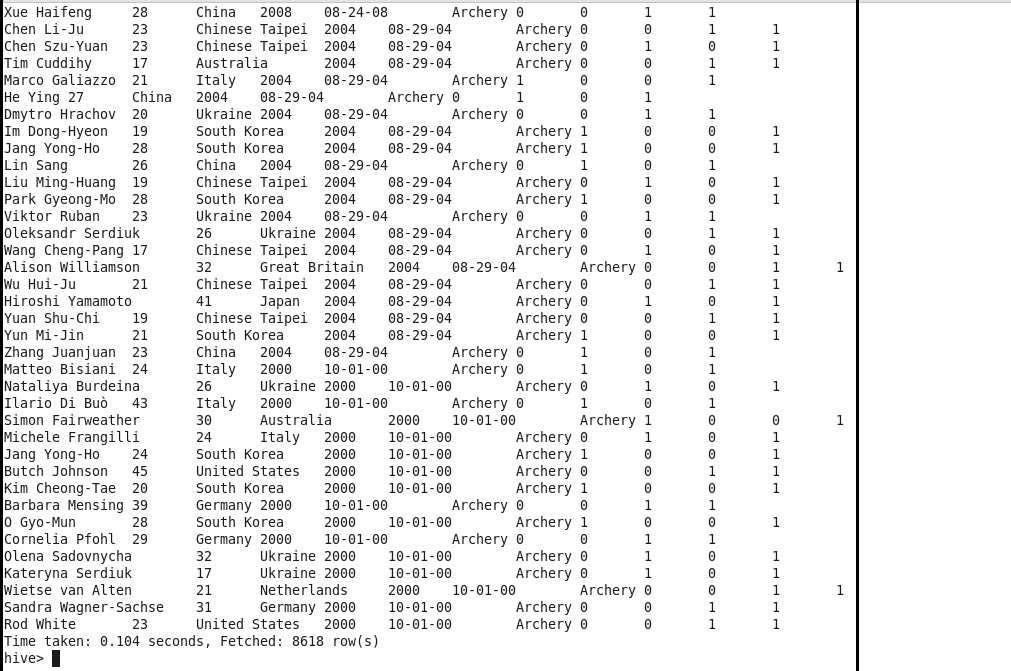 Xue Haifeng 28 China 2008 08-24-08 Archery 0 0 1 1
Chen Li-Ju 23 Chinese Taipei 2004 08-29-04 Archery 0 0 1 1
Chen Szu-Yuan 23 Chinese Taipei 2004 08-29-04 Archery 0 1 0 1
Tim Cuddihy 17 Australia 2004 08-29-04 Archery 0 0 1 1
Marco Galiazzo 21 Italy 2004 08-29-04 Archery 1 0 0 1
He Ying 27 China 2004 08-29-04 Archery 0 1 0 1
Dmytro Hrachov 20 Ukraine 2004 08-29-04 Archery 0 0 1 1
Im Dong-Hyeon 19 South Korea 2004 08-29-04 Archery 1 0 0 1
Jang Yong-Ho 28 South Korea 2004 08-29-04 Archery 1 0 0 1
Lin Sang 26 China 2004 08-29-04 Archery 0 1 0 1
Liu Ming-Huang 19 Chinese Taipei 2004 08-29-04 Archery 0 1 0 1
Park Gyeong-Mo 28 South Korea 2004 08-29-04 Archery 1 0 0 1
Viktor Ruban 23 Ukraine 2004 08-29-04 Archery 0 0 1 1
Oleksandr Serdiuk 26 Ukraine 2004 08-29-04 Archery 0 0 1 1
Wang Cheng-Pang 17 Chinese Taipei 2004 08-29-04 Archery 0 1 0 1
Alison Williamson 32 Great Britain 2004 08-29-04 Archery 0 0 1 1
Wu Hui-Ju 21 Chinese Taipei 2004 08-29-04 Archery 0 0 1 1
Hiroshi Yamamoto 41 Japan 2004 08-29-04 Archery 0 1 0 1
Yuan Shu-Chi 19 Chinese Taipei 2004 08-29-04 Archery 0 0 1 1
Yun Mi-Jin 21 South Korea 2004 08-29-04 Archery 1 0 0 1
Zhang Juanjuan 23 China 2004 08-29-04 Archery 0 1 0 1
Matteo Bisiani 24 Italy 2000 10-01-00 Archery 0 1 0 1
Nataliya Burdeina 26 Ukraine 2000 10-01-00 Archery 0 1 0 1
Ilario Di Buò 43 Italy 2000 10-01-00 Archery 0 1 0 1
Simon Fairweather 30 Australia 2000 10-01-00 Archery 1 0 0 1
Michele Frangilli 24 Italy 2000 10-01-00 Archery 0 1 0 1
Jang Yong-Ho 24 South Korea 2000 10-01-00 Archery 1 0 0 1
Butch Johnson 45 United States 2000 10-01-00 Archery 0 0 1 1
Kim Cheong-Tae 20 South Korea 2000 10-01-00 Archery 1 0 0 1
Barbara Mensing 39 Germany 2000 10-01-00 Archery 0 0 1 1
O Gyo-Mun 28 South Korea 2000 10-01-00 Archery 1 0 0 1
Cornelia Pfohl 29 Germany 2000 10-01-00 Archery 0 0 1 1
Olena Sadovnycha 32 Ukraine 2000 10-01-00 Archery 0 1 0 1
Kateryna Serdiuk 17 Ukraine 2000 10-01-00 Archery 0 1 0 1
Wietse van Alten 21 Netherlands 2000 10-01-00 Archery 0 0 1 1
Sandra Wagner-Sachse 31 Germany 2000 10-01-00 Archery 0 0 1 1
Rod White 23 United States 2000 10-01-00 Archery 0 0 1 1
Time taken: 0.104 seconds, Fetched: 8618 row(s)
hive>